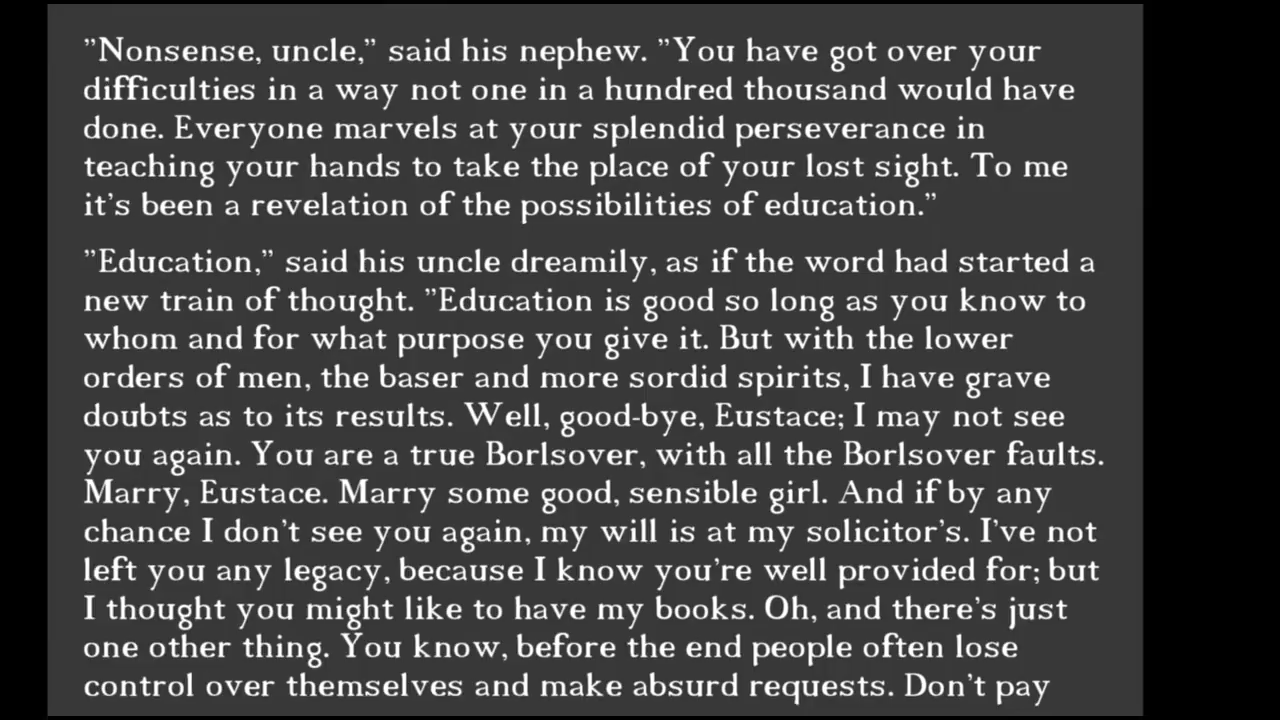 ”Nonsense, uncle,” said his nephew. ”You have got over your
difficulties in a way not one in a hundred thousand would have
done. Everyone marvels at your splendid perseverance in
teaching your hands to take the place of your lost sight. To me
it’s been a revelation of the possibilities of education.”
”Education,” said his uncle dreamily, as if the word had started a
new train of thought. ”Education is good so long as you know to
whom and for what purpose you give it. But with the lower
orders of men, the baser and more sordid spirits, I have grave
doubts as to its results. Well, good-bye, Eustace; I may not see
you again. You are a true Borlsover, with all the Borlsover faults.
Marry, Eustace. Marry some good, sensible girl. And if by any
chance I don’t see you again, my will is at my solicitor’s. I’ve not
left you any legacy, because I know you’re well provided for; but
I thought you might like to have my books. Oh, and there’s just
one other thing. You know, before the end people often lose
control over themselves and make absurd requests. Don’t pay